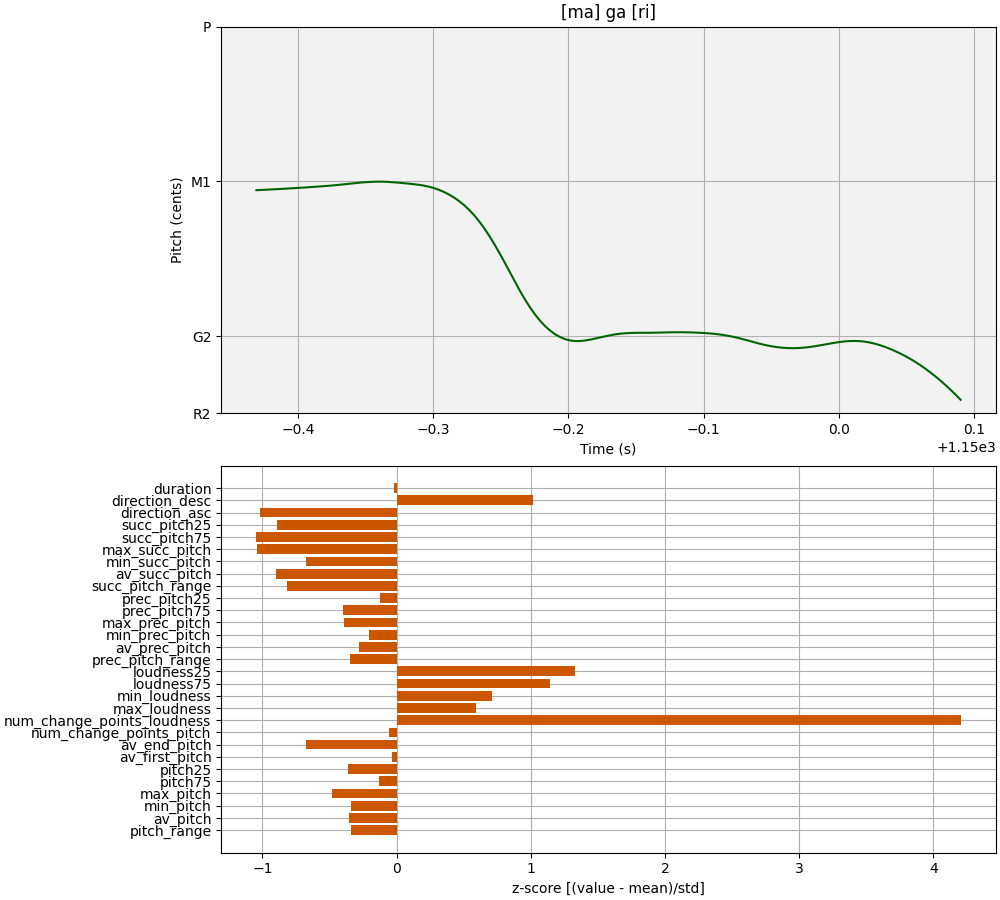 [ma] ga [ri]
P
M1
G2
R2
Pitch (cents)
−0.4 −0.3 −0.2 −0.1 0.0 0.1
Time (s)
+1.15e3
duration
direction_desc
direction_asc
succ_pitch25
succ_pitch75
max_succ_pitch
min_succ_pitch
av_succ_pitch
succ_pitch_range
prec_pitch25
prec_pitch75
max_prec_pitch
min_prec_pitch
av_prec_pitch
prec_pitch_range
loudness25
loudness75
min_loudness
max_loudness
num_change_points_loudness
num_change_points_pitch
av_end_pitch
av_first_pitch
pitch25
pitch75
max_pitch
min_pitch
av_pitch
pitch_range
−1 0 1 2 3 4
z-score [(value - mean)/std]